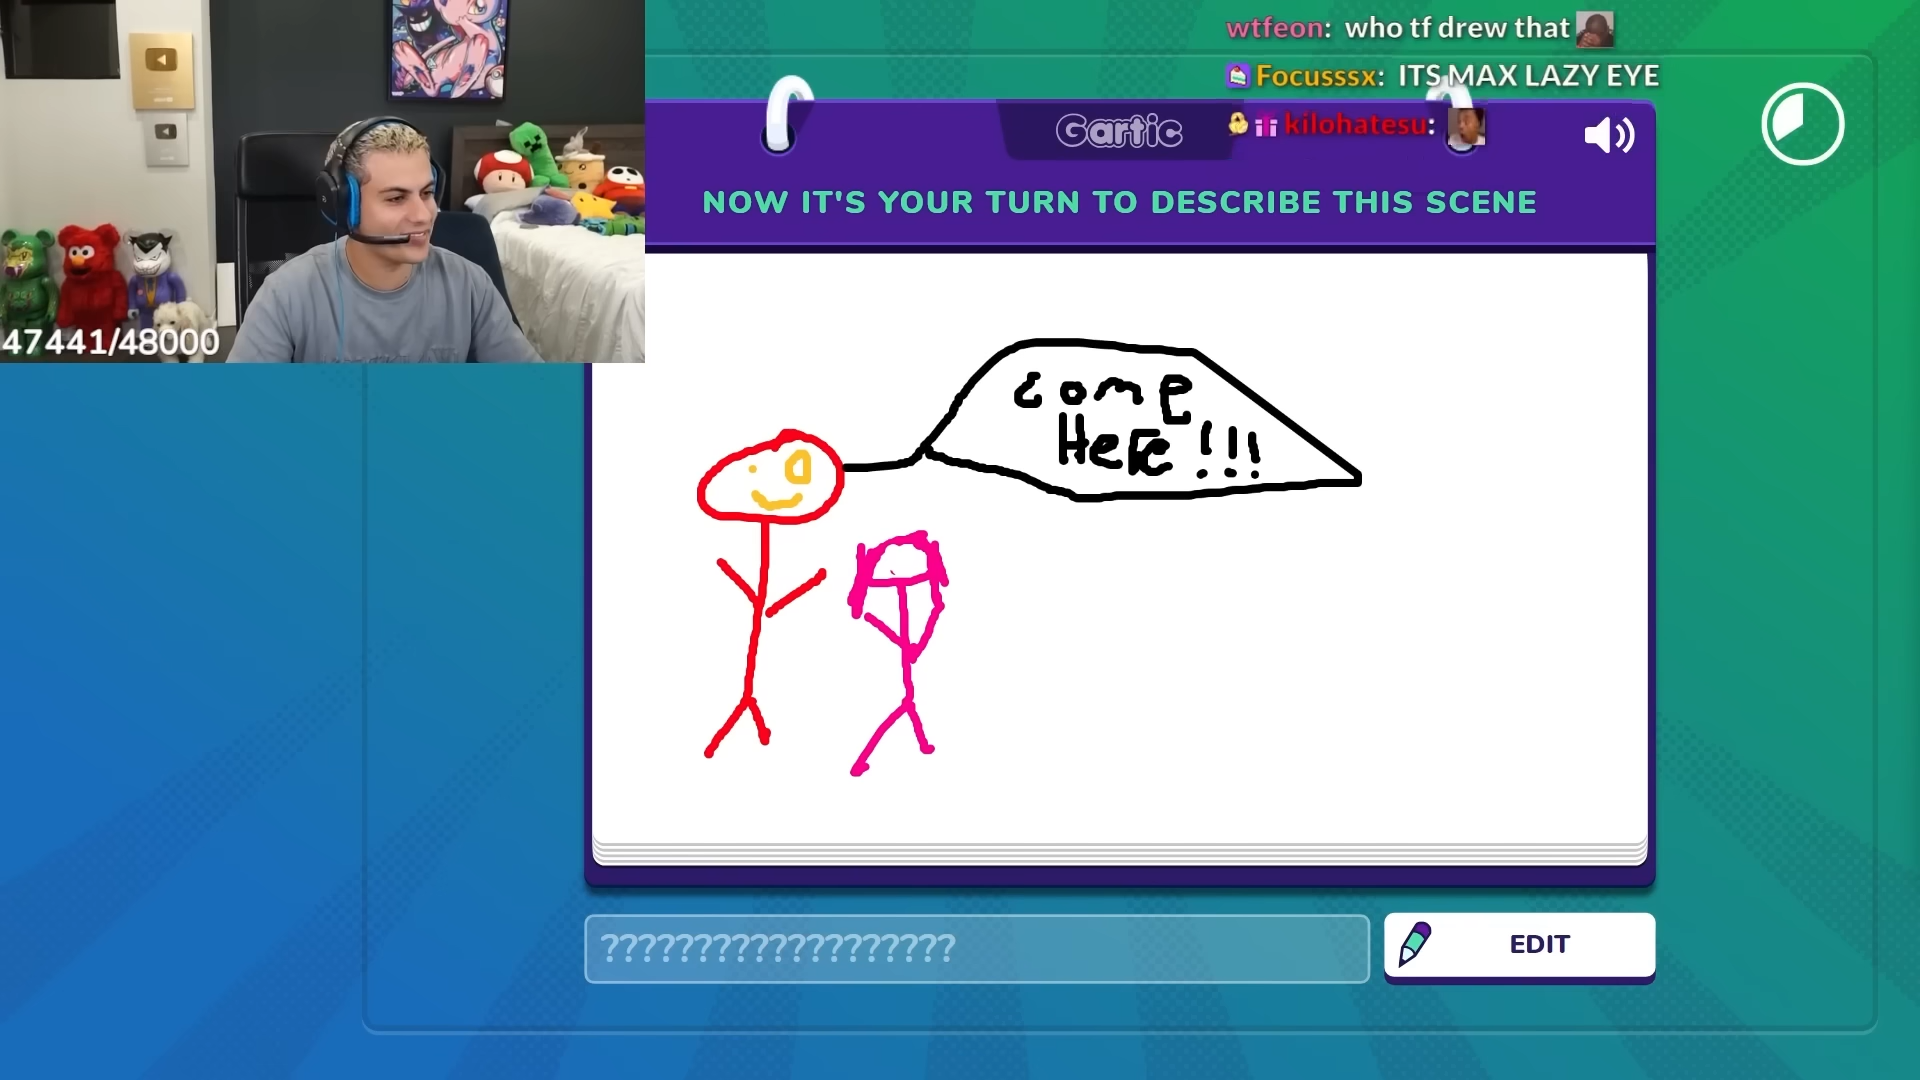 wtfeon: who tf drew that
Focusssx: ITS MAX LAZY EYE
kilohatesu:
Gartic
NOW IT'S YOUR TURN TO DESCRIBE THIS SCENE
come
Here!!!
47441/48000
???????????????????
EDIT